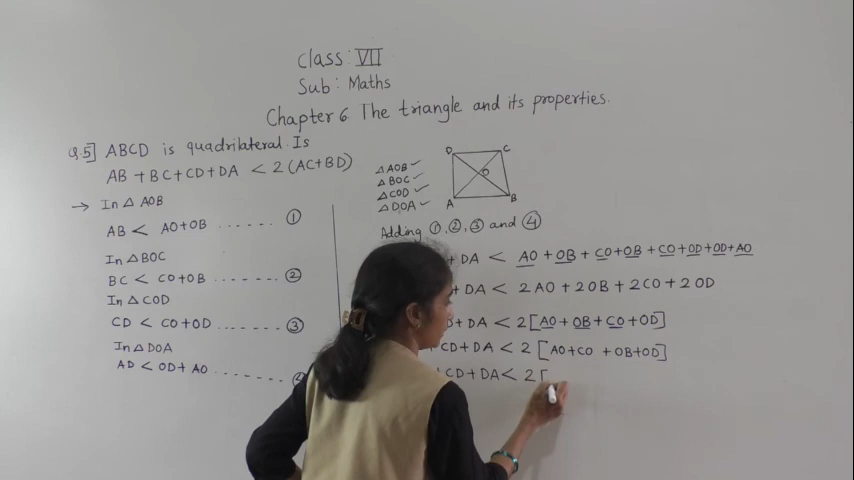 Class: VII
Sub: Maths
Chapter 6 The triangle and its properties.
Q.5] ABCD is quadrilateral. Is
AB + BC + CD + DA < 2 (AC+BD)
→ In △ AOB
AB < AO+OB ....... ①
In △ BOC
BC < CO+OB ....... ②
In △ COD
CD < CO+OD ....... ③
In △ DOA
AD < OD+AO ....... ④
△ AOB ✓
△ BOC ✓
△ COD ✓
△ DOA ✓
D C
O
A B
Adding ①,②,③ and ④
+ DA < AO + OB + CO+OB + CO+OD+OD+AO
+ DA < 2AO + 2OB + 2CO + 2OD
D+ DA < 2 [AO + OB + CO + OD]
+ CD + DA < 2 [AO+CO + OB+OD]
+ CD + DA < 2 [